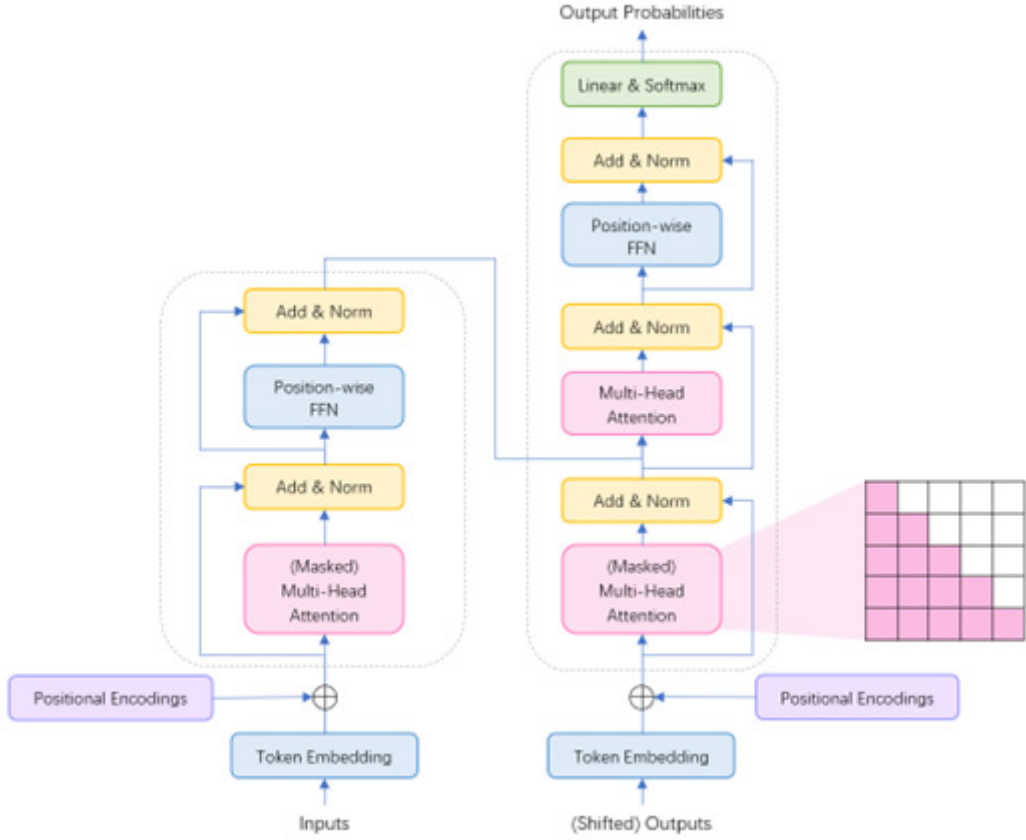 Output Probabilities
Linear & Softmax
Add & Norm
Position-wise
FFN
Add & Norm
Multi-Head
Attention
Add & Norm
(Masked)
Multi-Head
Attention
Positional Encodings
Token Embedding
(Shifted) Outputs
Add & Norm
Position-wise
FFN
Add & Norm
(Masked)
Multi-Head
Attention
Positional Encodings
Token Embedding
Inputs